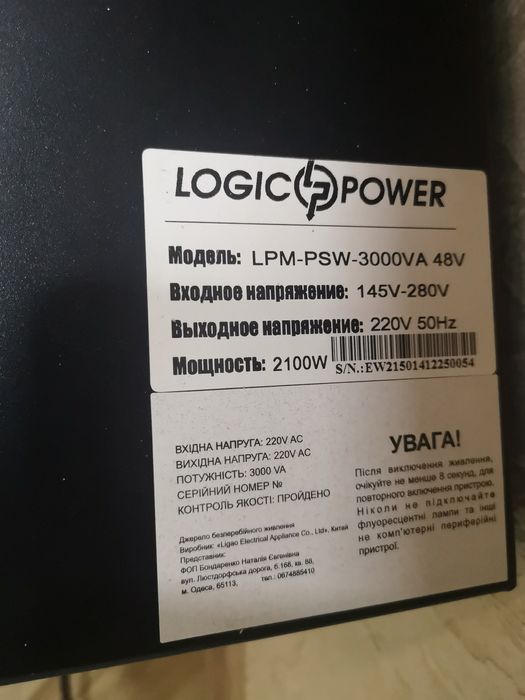 LOGIC POWER
Модель: LPM-PSW-3000VA 48V
Входное напряжение: 145V-280V
Выходное напряжение: 220V 50Hz
Мощность: 2100W
S/N.:EW21501412250054
ВХІДНА НАПРУГА: 220V AC
ВИХІДНА НАПРУГА: 220V AC
ПОТУЖНІСТЬ: 3000 VA
СЕРІЙНИЙ НОМЕР №
КОНТРОЛЬ ЯКОСТІ: ПРОЙДЕНО
Джерело безперебійного живлення
Виробник: «Ligao Electrical Appliance Co., Ltd», Китай
Представник:
ФОП Бондаренко Наталія Євгенівна
вул. Люстдорфська дорога, б.168, кв. 88,
м. Одеса, 65113, тел.: 0674885410
УВАГА!
Після виключення живлення,
очікуйте не менше 8 секунд, для
повторного включення пристрою.
Ніколи не підключайте
флуоресцентні лампи та інші
не комп'ютерні периферійні
пристрої.